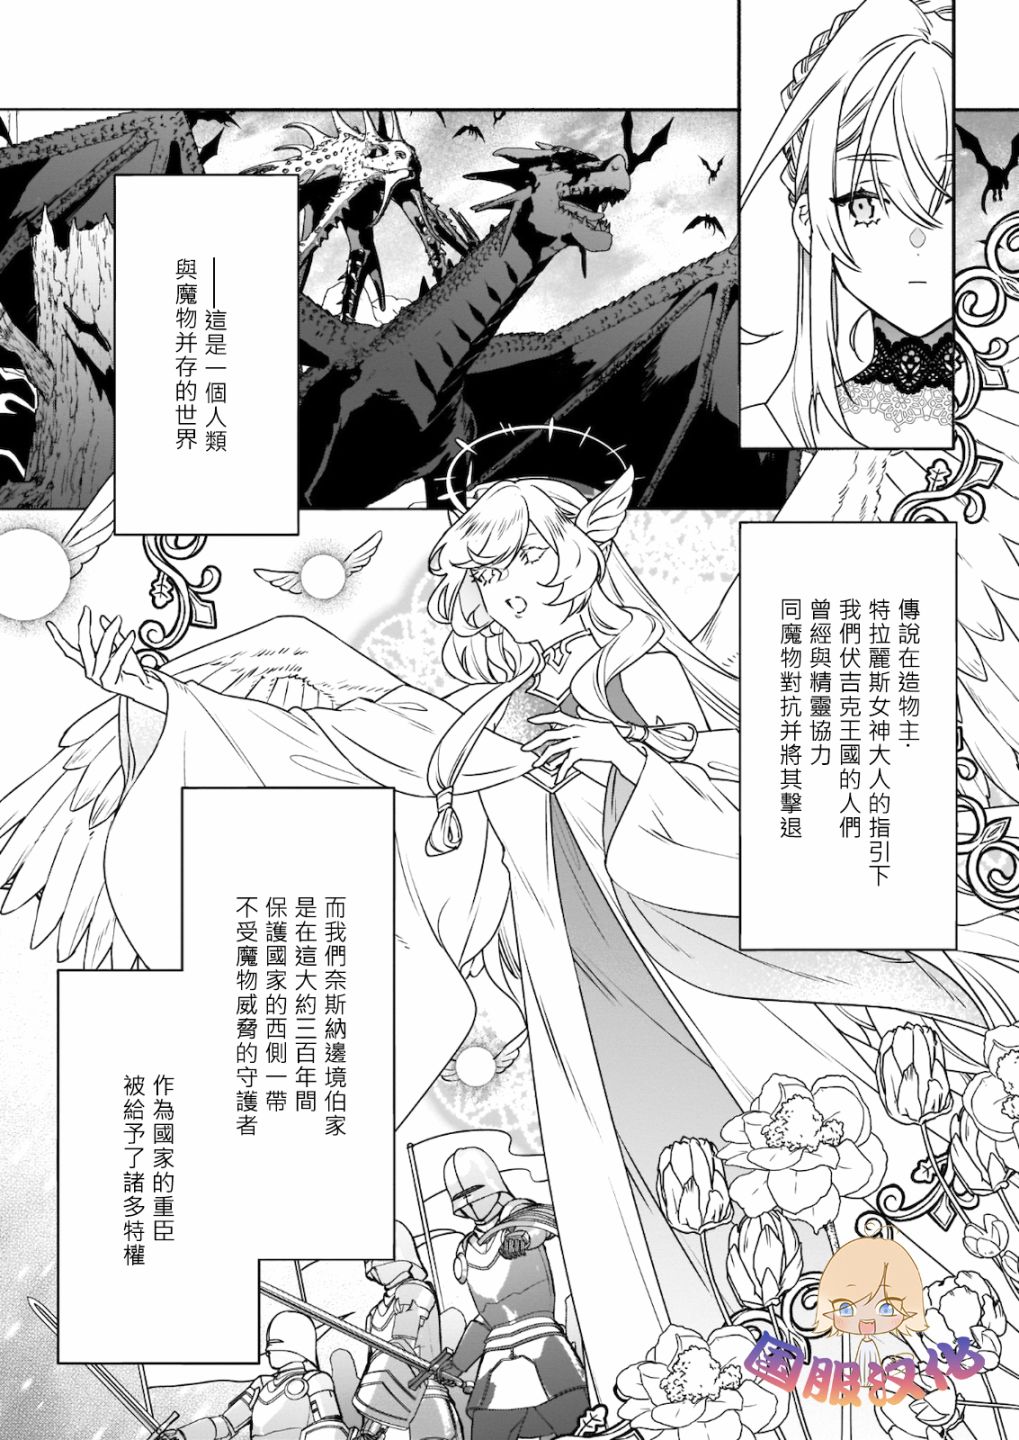 ——這是一個人類
與魔物并存的世界
傳說在造物主·
特拉麗斯女神大人的指引下
我們伏吉克王國的人們
曾經與精靈協力
同魔物對抗并將其擊退
而我們奈斯納邊境伯家
是在這大約三百年間
保護國家的西側一帶
不受魔物威脅的守護者
作為國家的重臣
被給予了諸多特權
国服汉化